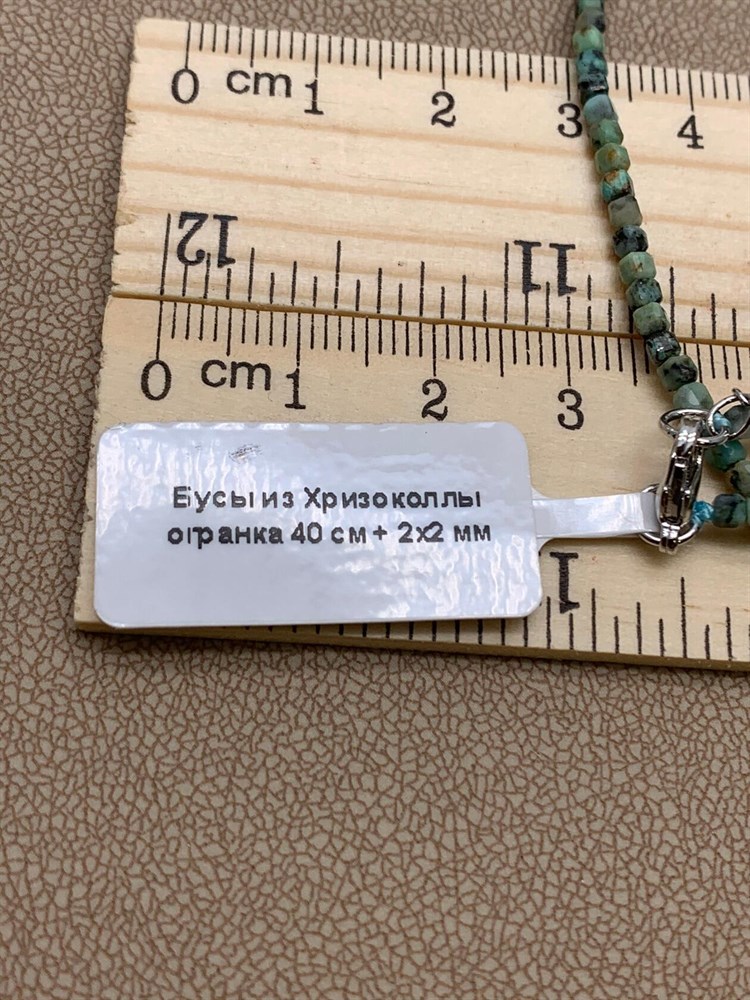 0 cm 1 2 3 4
12 11
0 cm 1 2 3
Бусы из Хризоколлы
огранка 40 см+ 2х2 мм
1